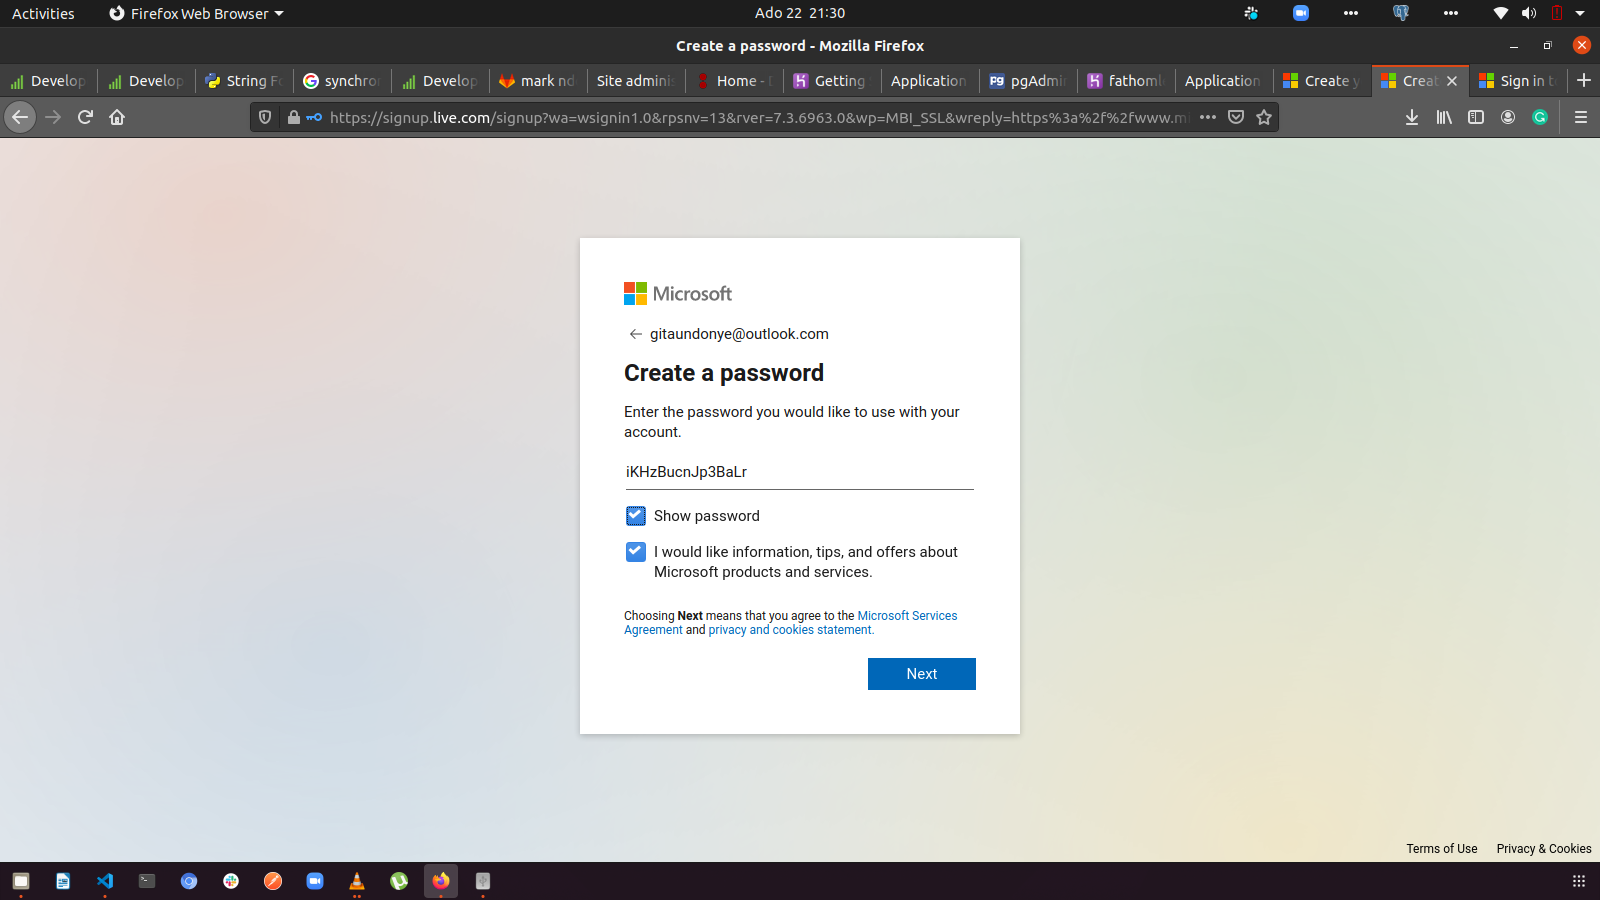 Activities
Firefox Web Browser
Ado 22 21:30
Create a password - Mozilla Firefox
Develop
Develop
String Fo
synchron
Develop
mark nd
Site adminis
Home -
Getting
Application
pgAdmi
fathoml
Application
Create y
Creat
Sign in t
https://signup.live.com/signup?wa=wsignin1.0&rpsnv=13&rver=7.3.6963.0&wp=MBI_SSL&wreply=https%3a%2f%2fwww.m
Microsoft
gitaundonye@outlook.com
Create a password
Enter the password you would like to use with your
account.
iKHzBucnJp3BaLr
Show password
I would like information, tips, and offers about
Microsoft products and services.
Choosing Next means that you agree to the Microsoft Services
Agreement and privacy and cookies statement.
Next
Terms of Use
Privacy & Cookies